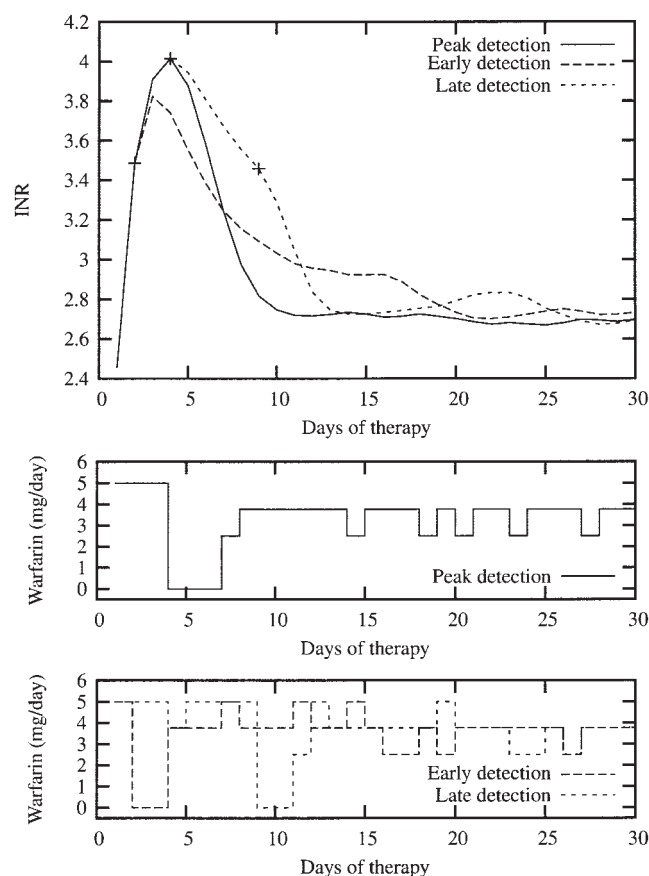 4.2
4
3.8
3.6
3.4
3.2
3
2.8
2.6
2.4
INR
Peak detection
Early detection
Late detection
0 5 10 15 20 25 30
Days of therapy
6
5
4
3
2
1
0
Warfarin (mg/day)
Peak detection
0 5 10 15 20 25 30
Days of therapy
6
5
4
3
2
1
0
Warfarin (mg/day)
Early detection
Late detection
0 5 10 15 20 25 30
Days of therapy